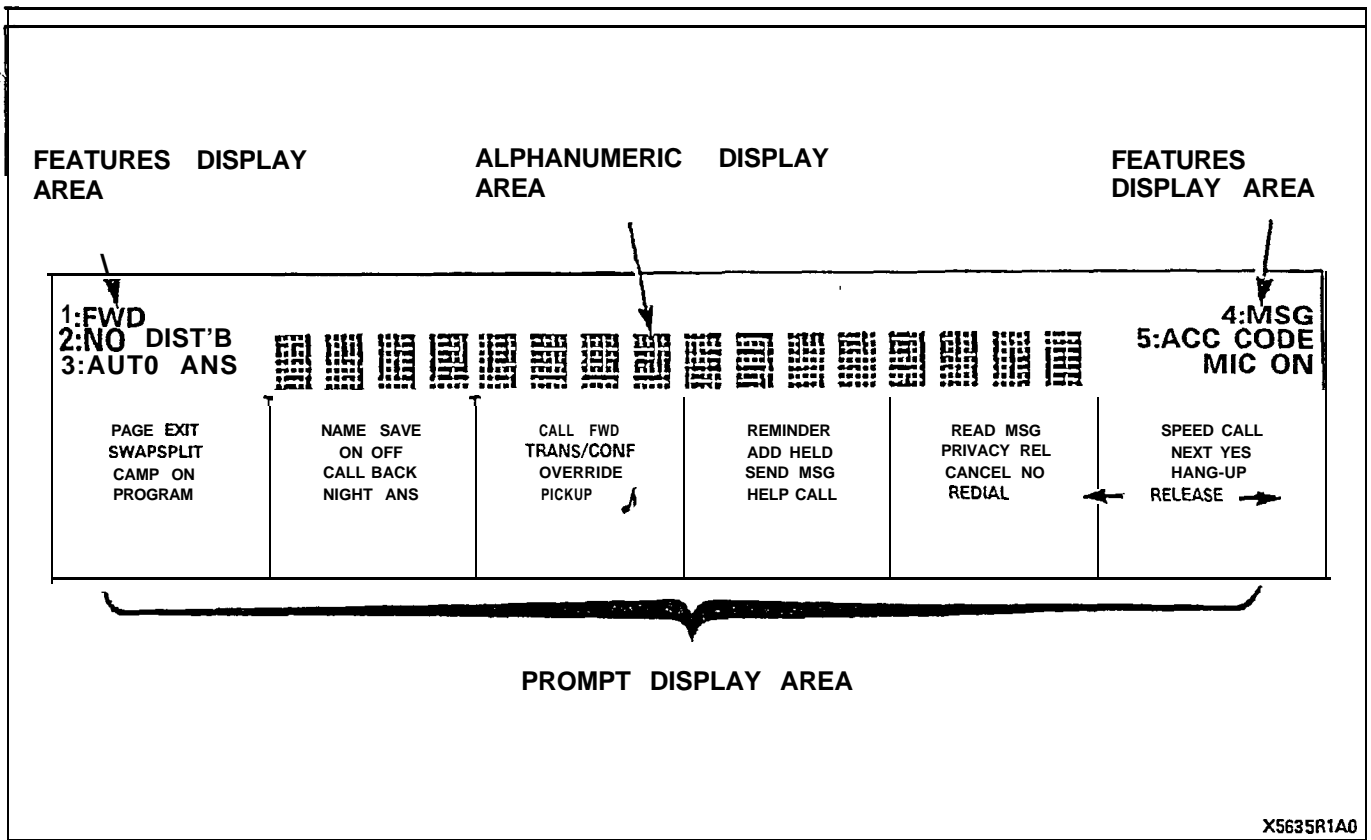 FEATURES DISPLAY
AREA
ALPHANUMERIC DISPLAY
AREA
FEATURES
DISPLAY AREA
1:FWD
2:NO DIST'B
3:AUTO ANS
4:MSG
5:ACC CODE
MIC ON
PAGE EXIT
SWAPSPLIT
CAMP ON
PROGRAM
NAME SAVE
ON OFF
CALL BACK
NIGHT ANS
CALL FWD
TRANS/CONF
OVERRIDE
PICKUP
REMINDER
ADD HELD
SEND MSG
HELP CALL
READ MSG
PRIVACY REL
CANCEL NO
REDIAL
SPEED CALL
NEXT YES
HANG-UP
RELEASE
PROMPT DISPLAY AREA
X5635R1A0